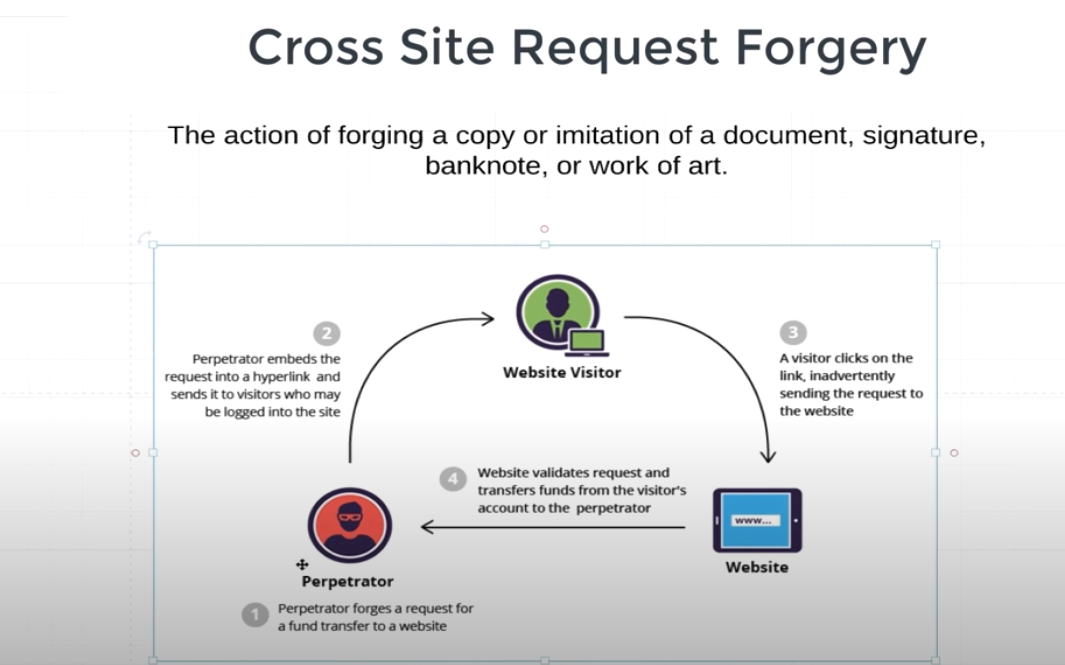 Cross Site Request Forgery
The action of forging a copy or imitation of a document, signature,
banknote, or work of art.
2
Perpetrator embeds the
request into a hyperlink and
sends it to visitors who may
be logged into the site
Website Visitor
3
A visitor clicks on the
link, inadvertently
sending the request to
the website
4
Website validates request and
transfers funds from the visitor's
account to the perpetrator
www...
Website
Perpetrator
1
Perpetrator forges a request for
a fund transfer to a website